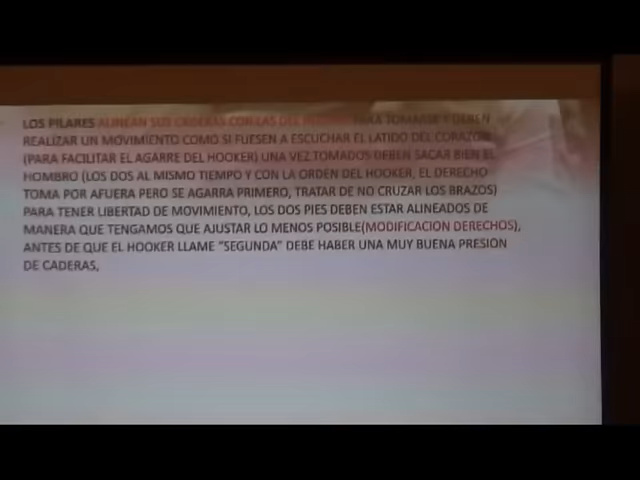 LOS PILARES ALINEAN SUS CADERAS CON LAS DEL HOOKER PARA TOMARSE Y DEBEN
REALIZAR UN MOVIMIENTO COMO SI FUESEN A ESCUCHAR EL LATIDO DEL CORAZON
(PARA FACILITAR EL AGARRE DEL HOOKER) UNA VEZ TOMADOS DEBEN SACAR BIEN EL
HOMBRO (LOS DOS AL MISMO TIEMPO Y CON LA ORDEN DEL HOOKER, EL DERECHO
TOMA POR AFUERA PERO SE AGARRA PRIMERO, TRATAR DE NO CRUZAR LOS BRAZOS)
PARA TENER LIBERTAD DE MOVIMIENTO, LOS DOS PIES DEBEN ESTAR ALINEADOS DE
MANERA QUE TENGAMOS QUE AJUSTAR LO MENOS POSIBLE(MODIFICACION DERECHOS),
ANTES DE QUE EL HOOKER LLAME "SEGUNDA" DEBE HABER UNA MUY BUENA PRESION
DE CADERAS,